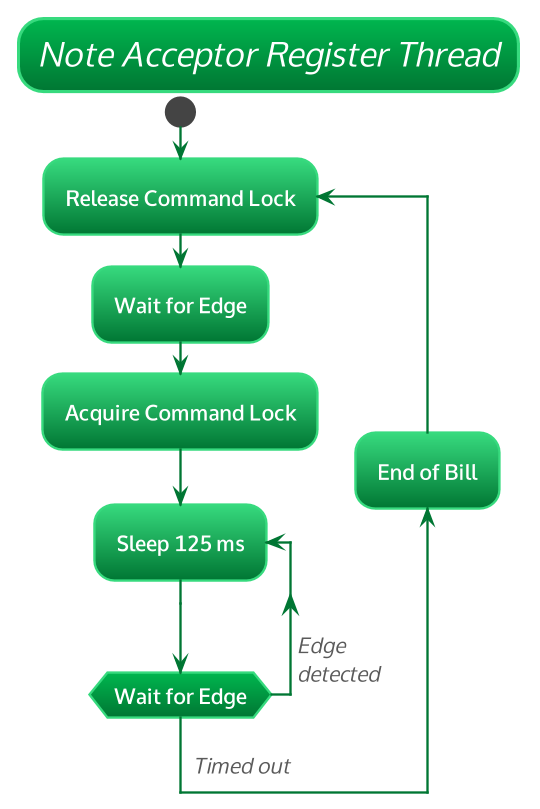 Note Acceptor Register Thread
Release Command Lock
Wait for Edge
Acquire Command Lock
End of Bill
Sleep 125 ms
Edge
detected
Wait for Edge
Timed out